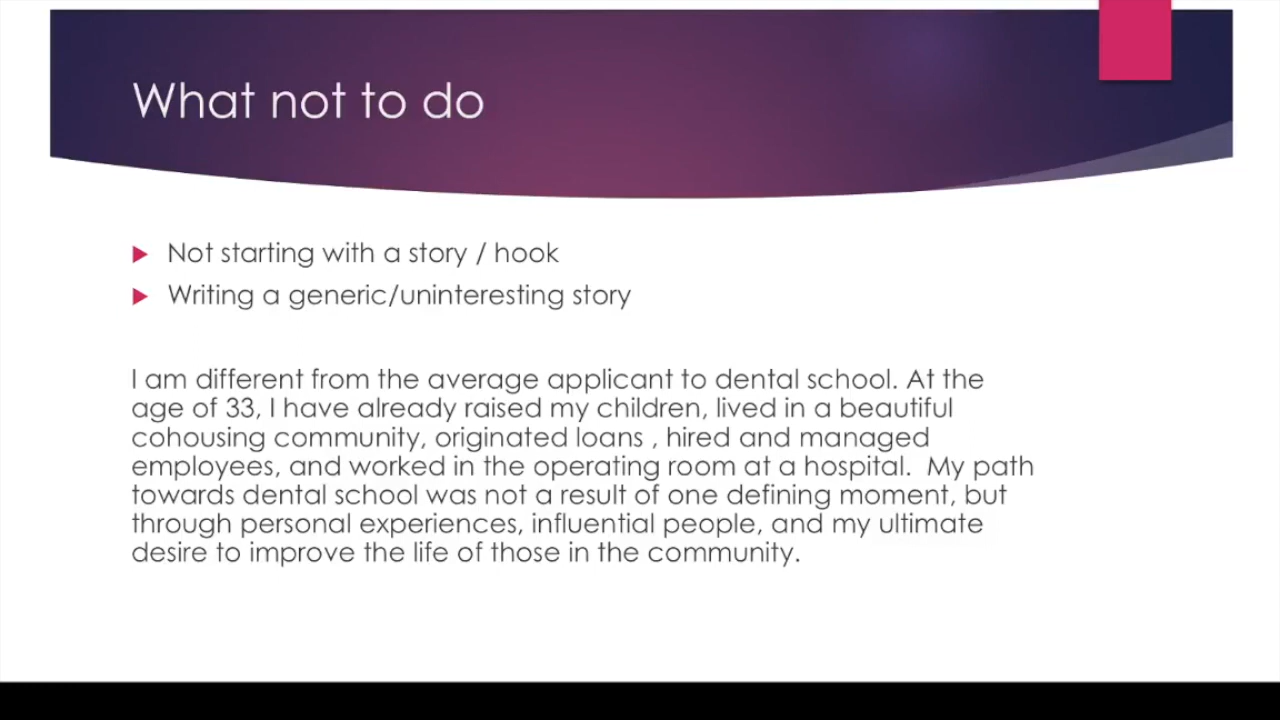 What not to do
Not starting with a story / hook
Writing a generic/uninteresting story
I am different from the average applicant to dental school. At the
age of 33, I have already raised my children, lived in a beautiful
cohousing community, originated loans , hired and managed
employees, and worked in the operating room at a hospital.  My path
towards dental school was not a result of one defining moment, but
through personal experiences, influential people, and my ultimate
desire to improve the life of those in the community.